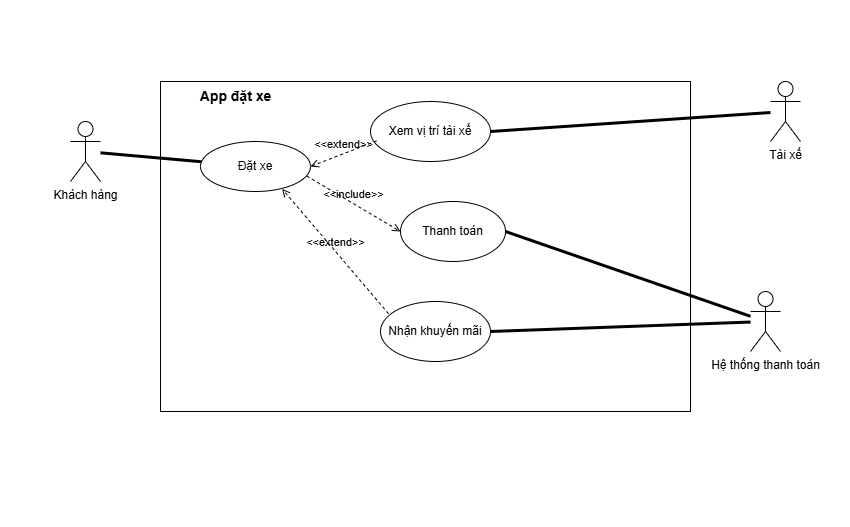 App đặt xe
Xem vị trí tài xế
<<extend>>
Đặt xe
Tài xế
Khách hàng
<<include>>
Thanh toán
<<extend>>
Nhận khuyến mãi
Hệ thống thanh toán